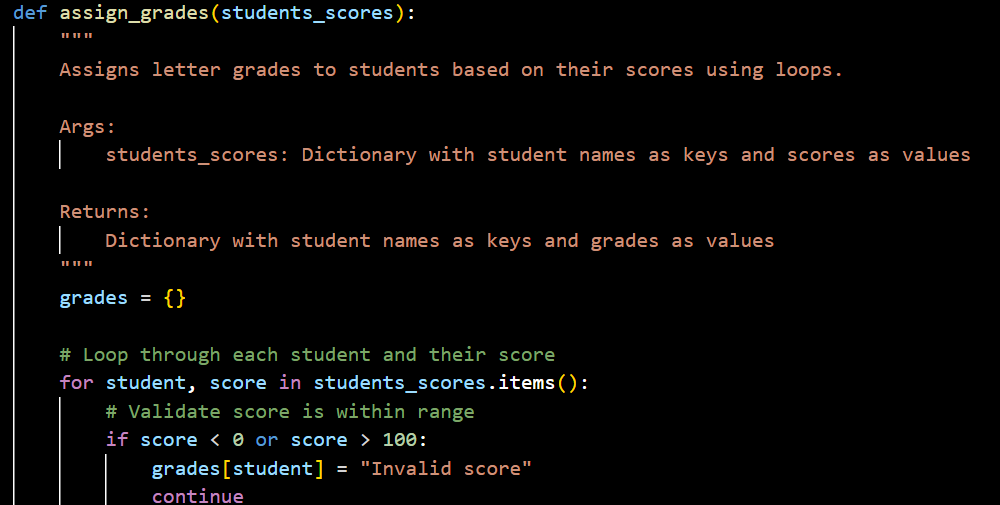 def assign_grades(students_scores):
    """
    Assigns letter grades to students based on their scores using loops.

    Args:
        students_scores: Dictionary with student names as keys and scores as values

    Returns:
        Dictionary with student names as keys and grades as values
    """
    grades = {}

    # Loop through each student and their score
    for student, score in students_scores.items():
        # Validate score is within range
        if score < 0 or score > 100:
            grades[student] = "Invalid score"
            continue